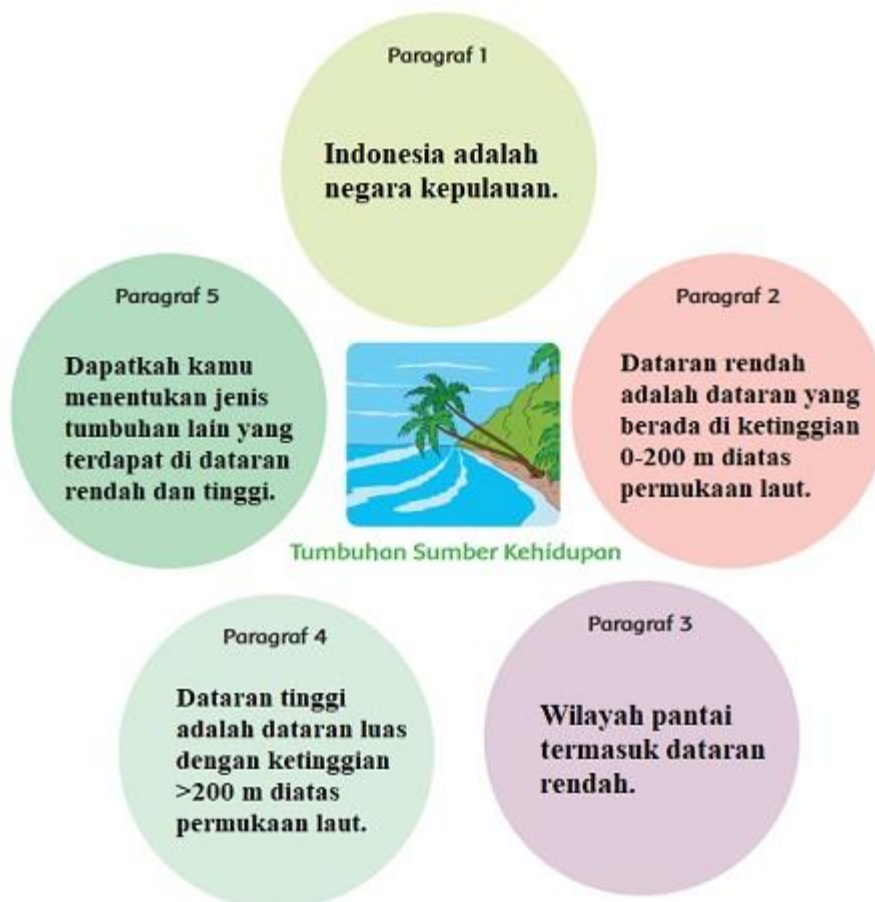 Paragraf 1
Indonesia adalah
negara kepulauan.
Paragraf 2
Dataran rendah
adalah dataran yang
berada di ketinggian
0-200 m diatas
permukaan laut.
Paragraf 3
Wilayah pantai
termasuk dataran
rendah.
Paragraf 4
Dataran tinggi
adalah dataran luas
dengan ketinggian
>200 m diatas
permukaan laut.
Paragraf 5
Dapatkah kamu
menentukan jenis
tumbuhan lain yang
terdapat di dataran
rendah dan tinggi.
Tumbuhan Sumber Kehidupan